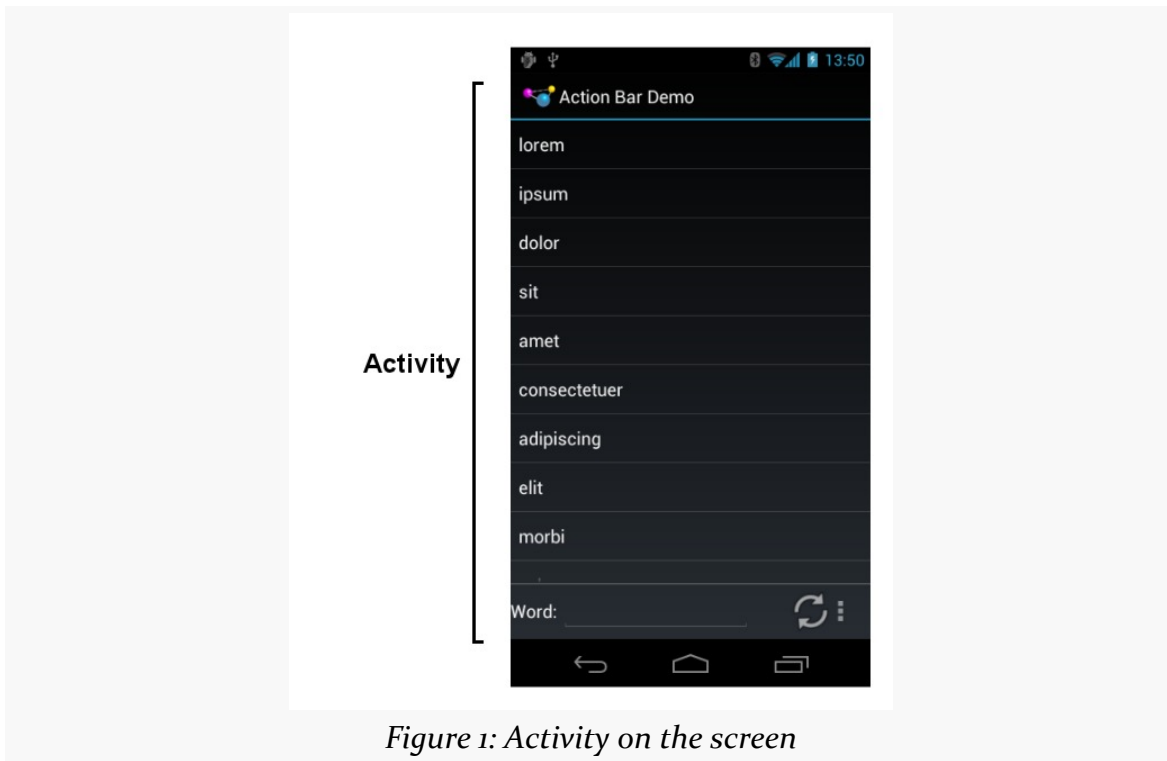 13:50
Action Bar Demo
lorem
ipsum
dolor
sit
amet
Activity
consectetuer
adipiscing
elit
morbi
Word:
Figure 1: Activity on the screen